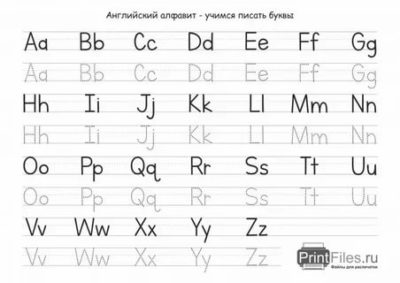 Английский алфавит - учимся писать буквы
Aa Bb Cc Dd Ee Ff Gg
Aa Bb Cc Dd Ee Ff Gg
Hh Ii Jj Kk Ll Mm Nn
Hh Ii Jj Kk Ll Mm Nn
Oo Pp Qq Rr Ss Tt Uu
Oo Pp Qq Rr Ss Tt Uu
Vv Ww Xx Yy Zz
Vv Ww Xx Yy Zz
PrintFiles.ru
Файлы для распечатки